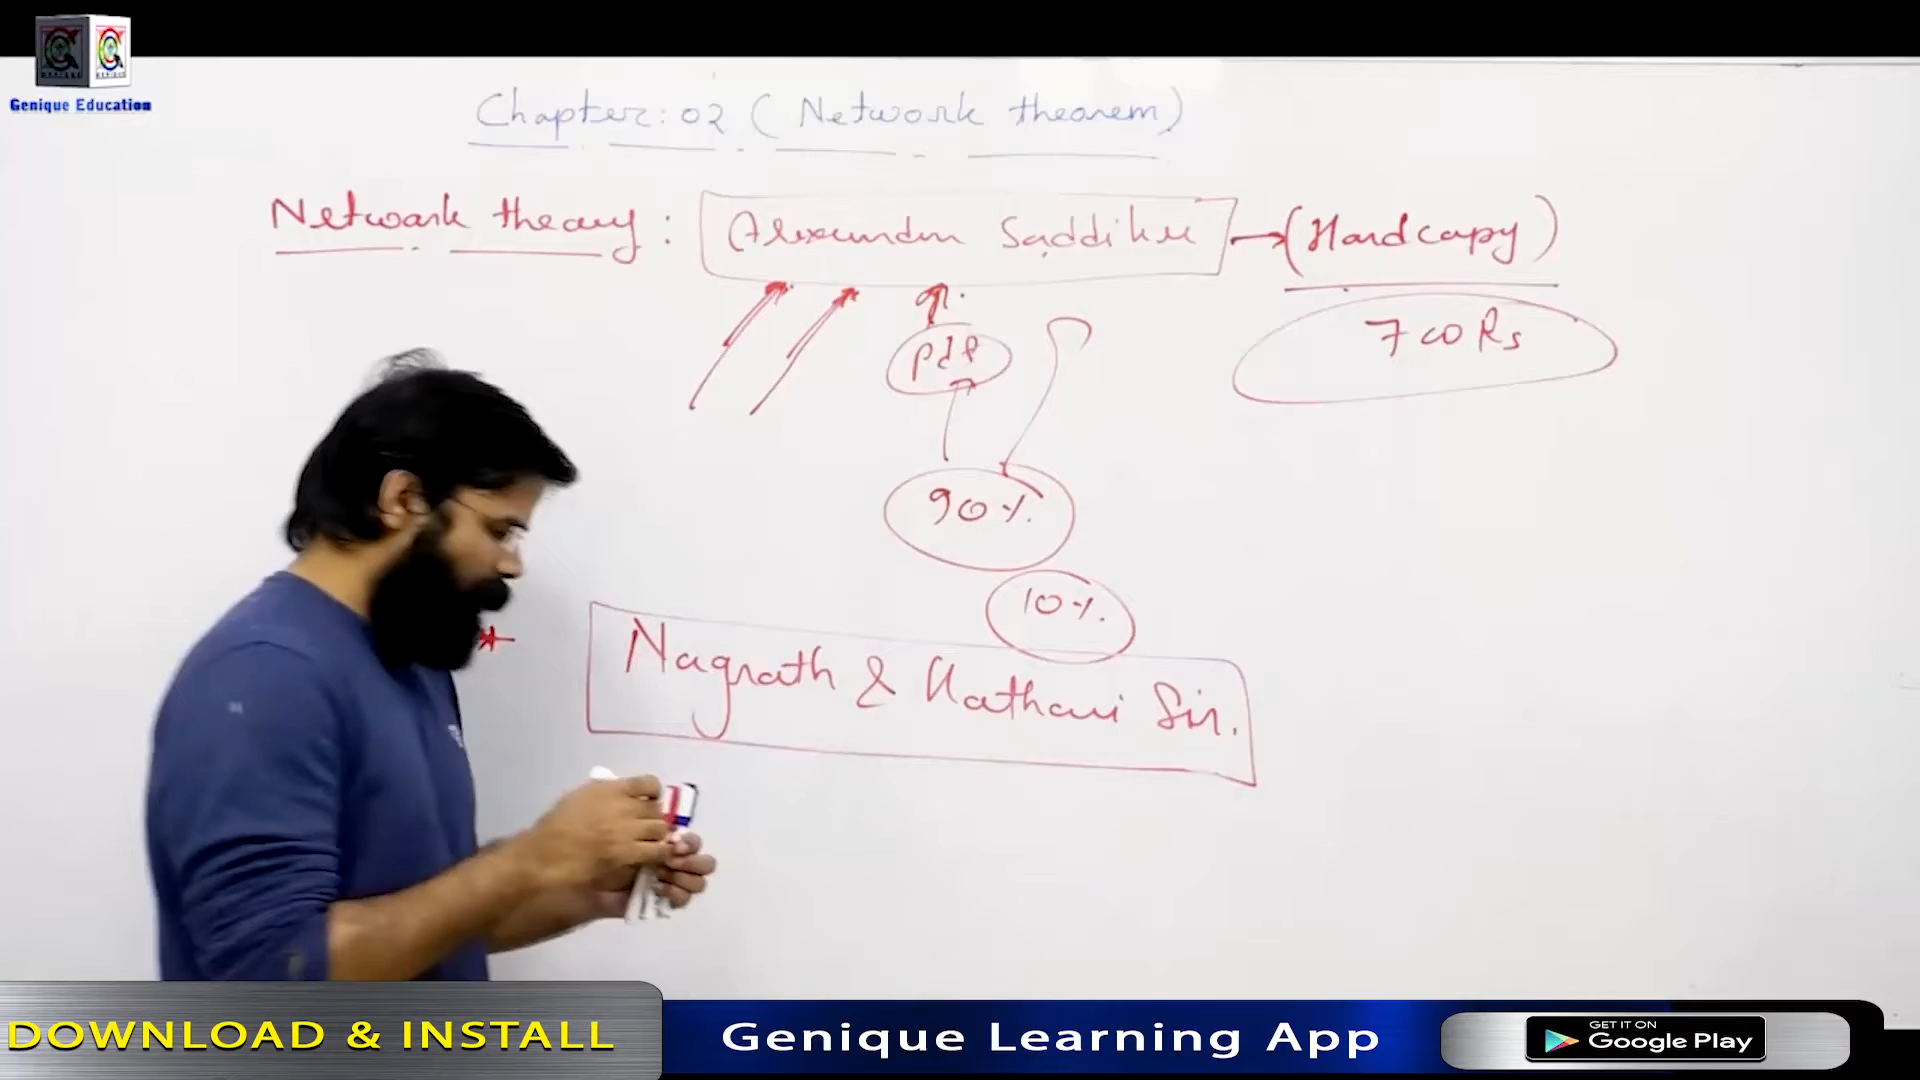 GENIQUE
Genique Education
Chapter: 02 (Network theorem)
Network theory : Alexander Saddiku → (Hardcopy)
700 Rs
Pdf
90%
10%
Nagrath & Kothari Sir.
DOWNLOAD & INSTALL
Genique Learning App
GET IT ON
Google Play